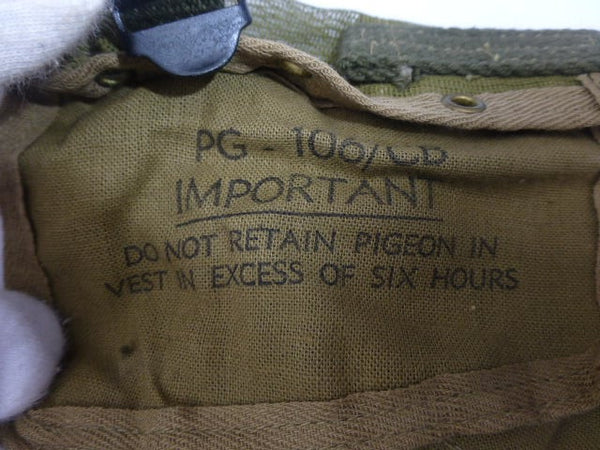 PG - 106/CB
IMPORTANT
DO NOT RETAIN PIGEON IN
VEST IN EXCESS OF SIX HOURS